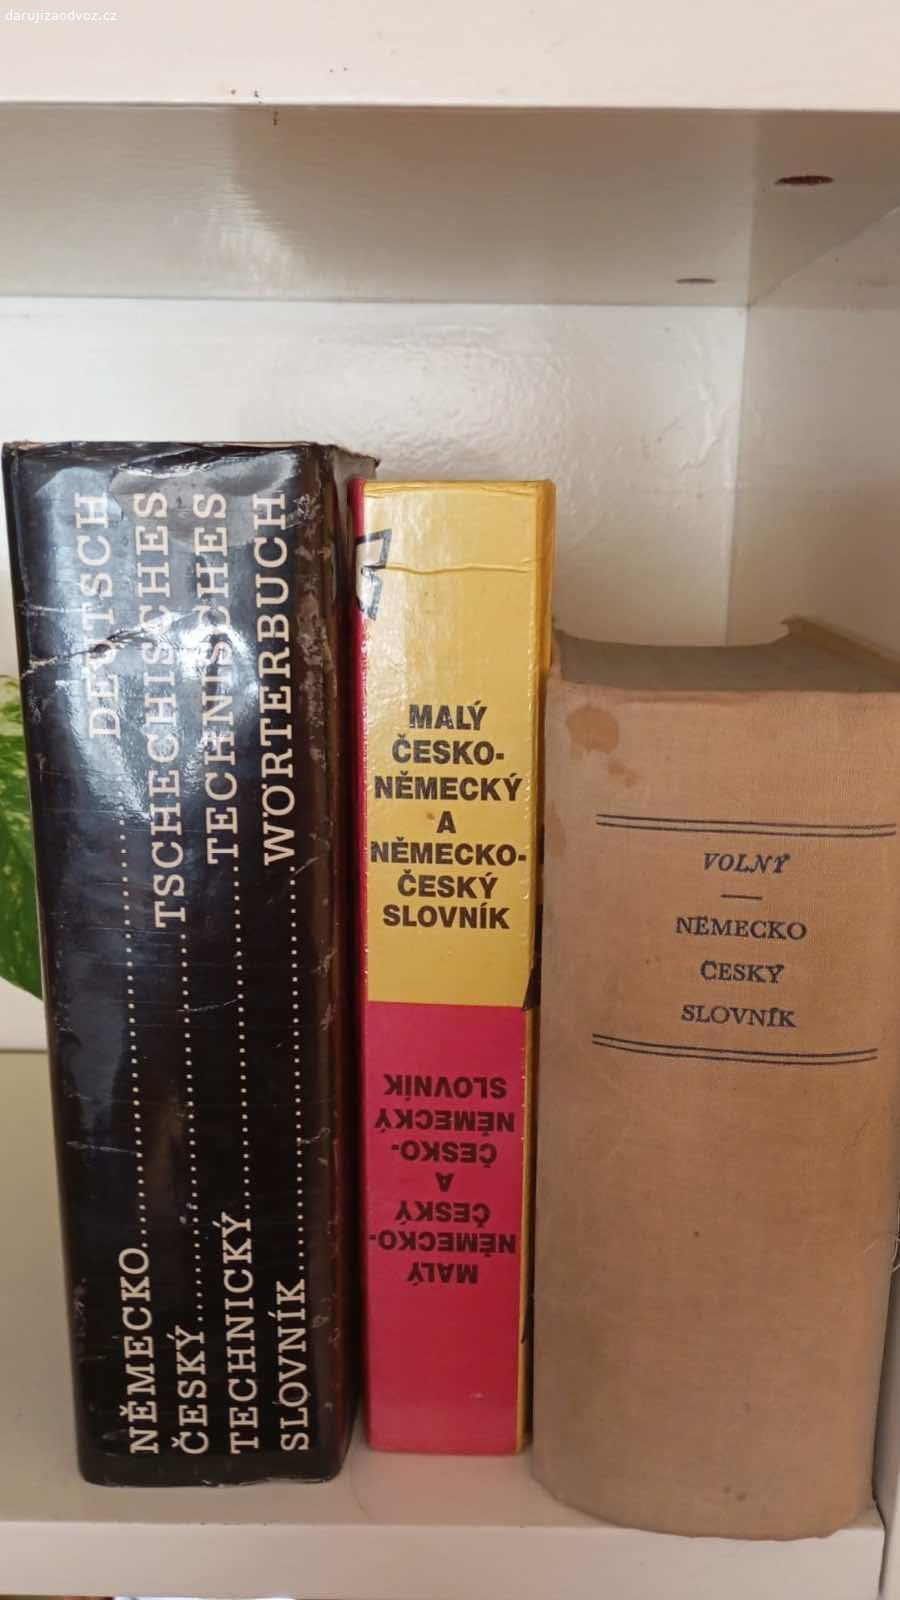 darujizaodvoz.cz
NĚMECKO DEUTSCH
ČESKÝ TSCHECHISCHES
TECHNICKÝ TECHNISCHES
SLOVNÍK WÖRTERBUCH
MALÝ
ČESKO-
NĚMECKÝ
A
NĚMECKO-
ČESKÝ
SLOVNÍK
MALÝ
NĚMECKO-
ČESKÝ
A
ČESKO-
NĚMECKÝ
SLOVNÍK
VOLNÝ
NĚMECKO
ČESKÝ
SLOVNÍK